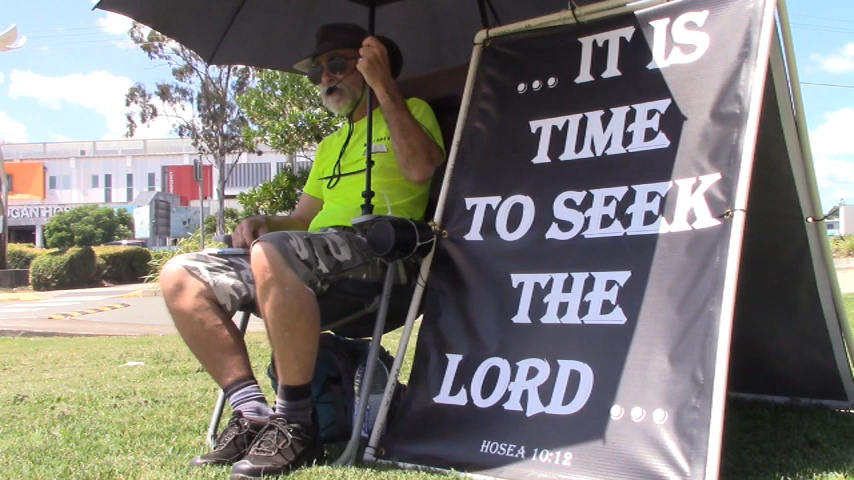 ... IT IS
TIME
TO SEEK
THE
LORD ...
HOSEA 10:12